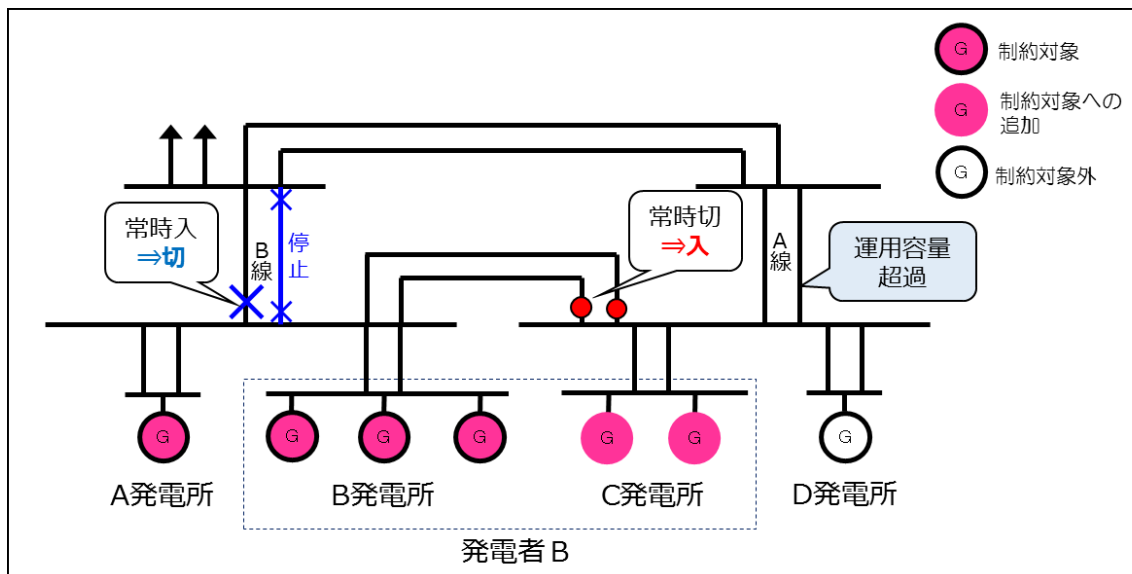 G 制約対象
G 制約対象への
追加
G 制約対象外
常時入
⇒切
B線
停止
常時切
⇒入
A線
運用容量
超過
G
G
G
G
G
G
G
A発電所
B発電所
C発電所
D発電所
発電者B